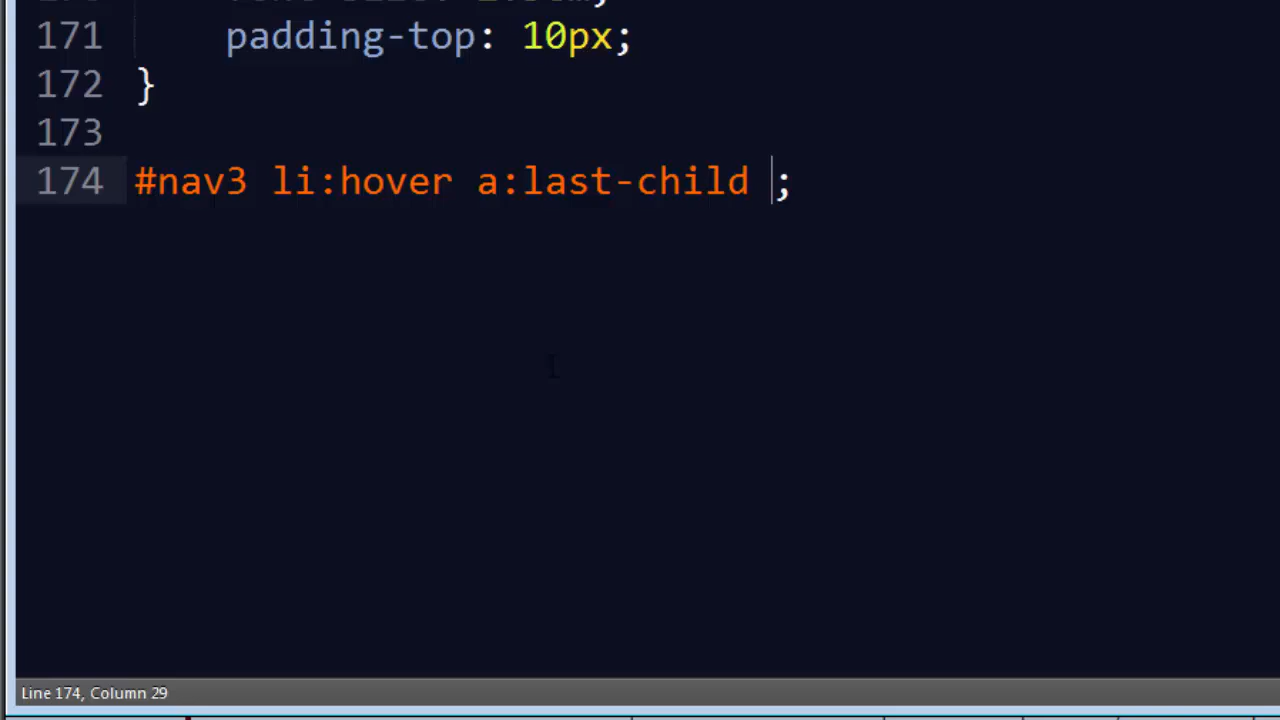 171 padding-top: 10px;
172 }
173
174 #nav3 li:hover a:last-child ;
Line 174, Column 29